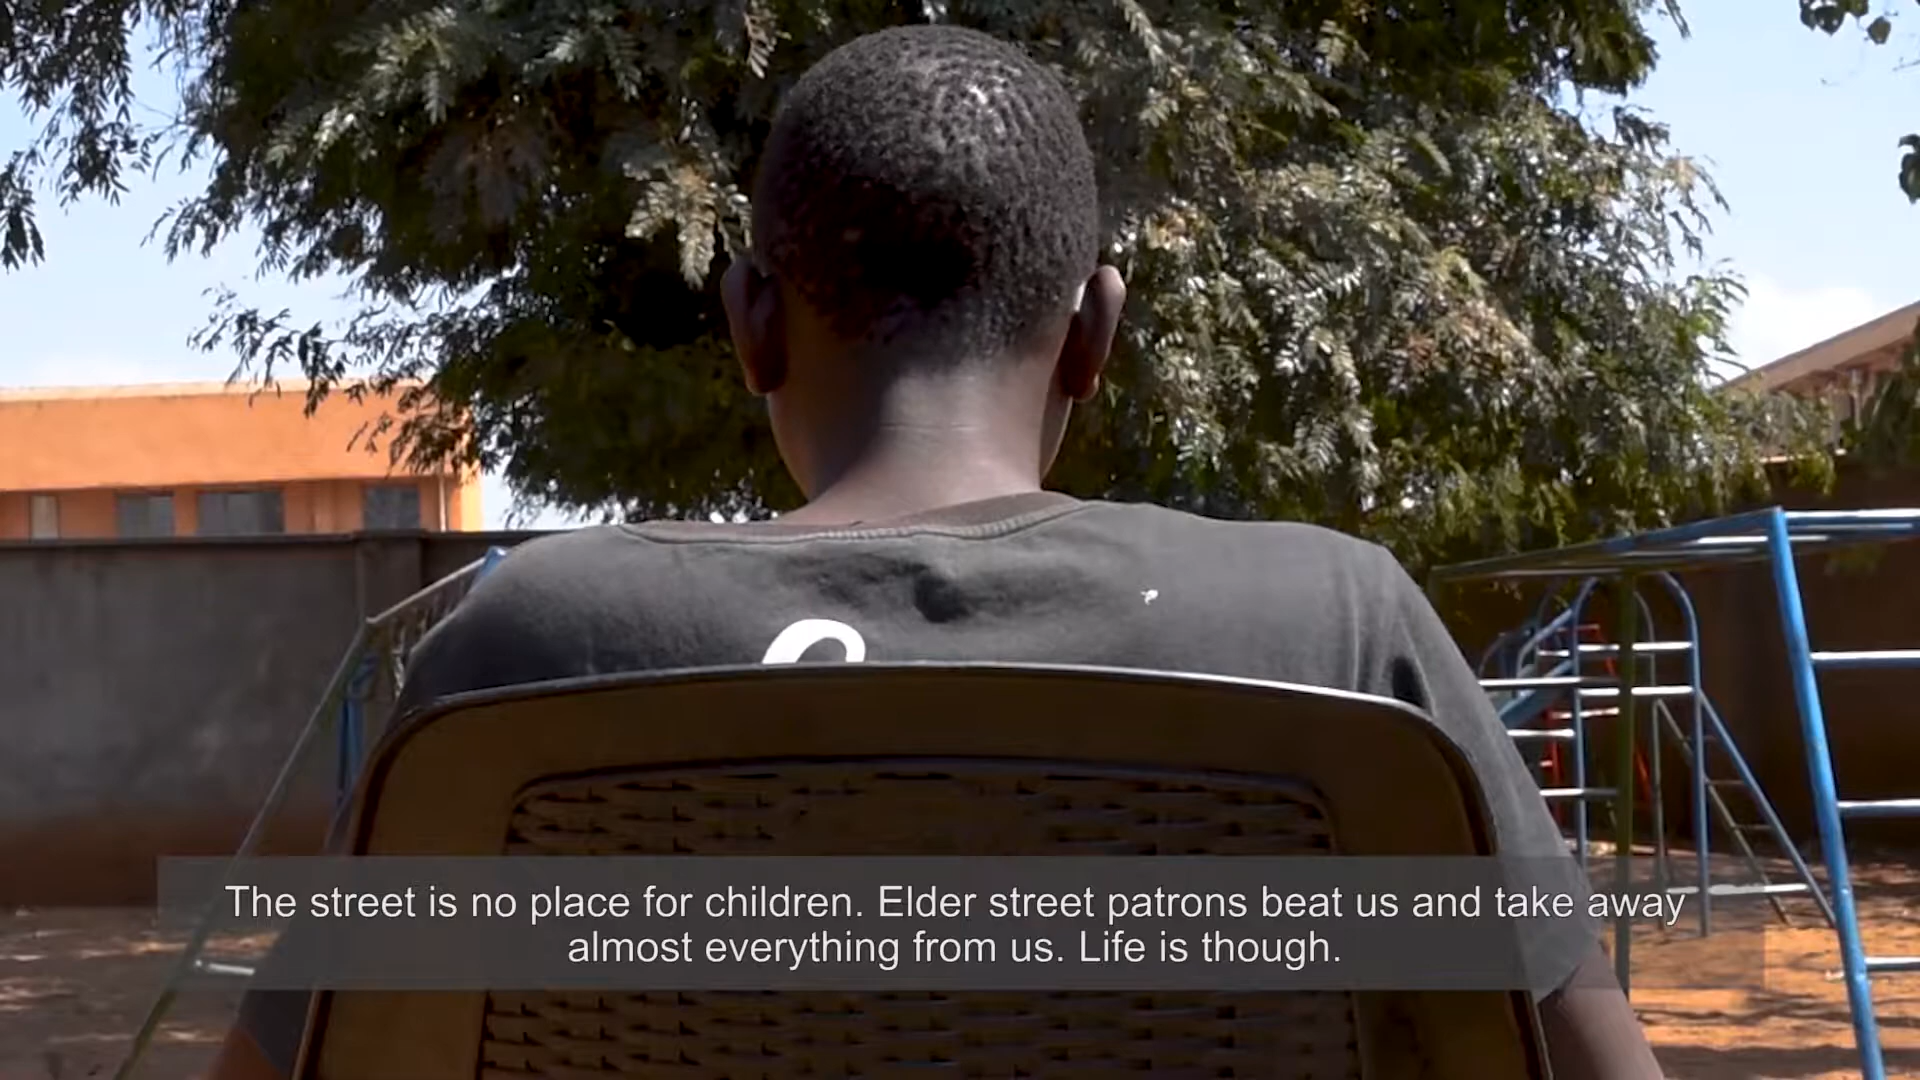 The street is no place for children. Elder street patrons beat us and take away
almost everything from us. Life is though.